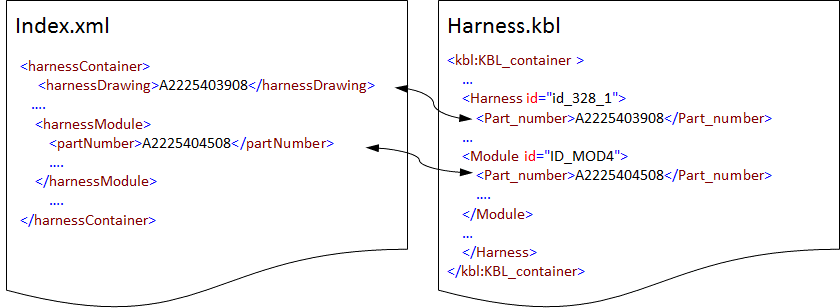 Index.xml
<harnessContainer>
<harnessDrawing>A2225403908</harnessDrawing>
....
<harnessModule>
<partNumber>A2225404508</partNumber>
....
</harnessModule>
....
</harnessContainer>
Harness.kbl
<kbl:KBL_container >
...
<Harness id="id_328_1">
<Part_number>A2225403908</Part_number>
...
<Module id="ID_MOD4">
<Part_number>A2225404508</Part_number>
....
</Module>
...
</Harness>
</kbl:KBL_container>